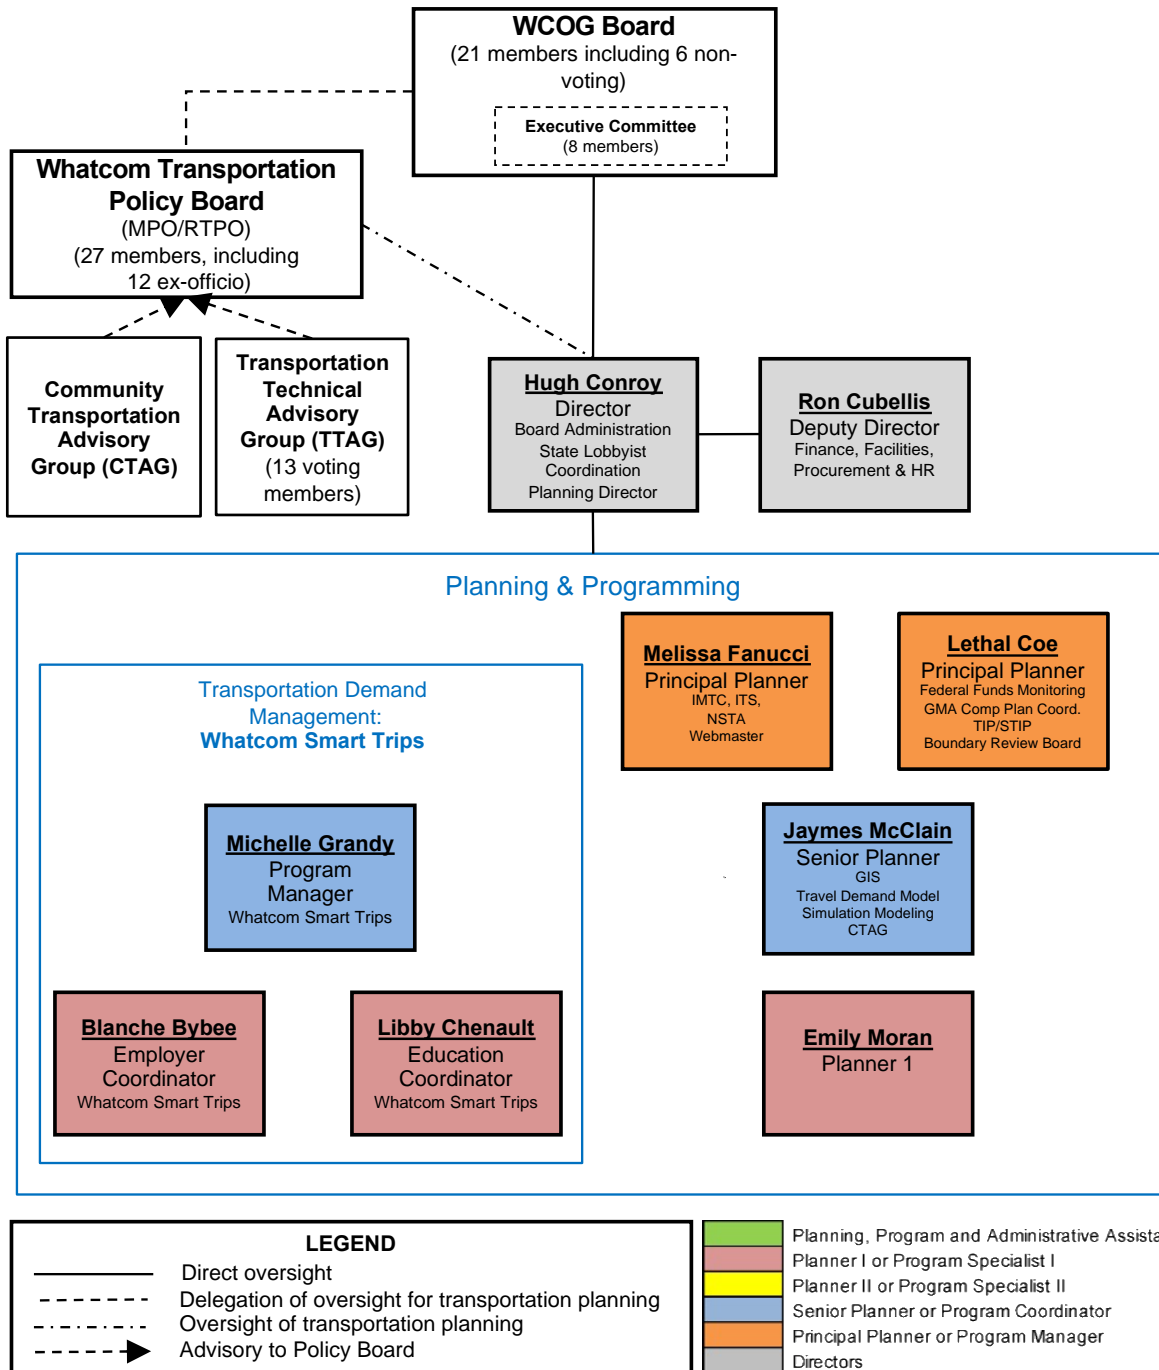 WCOG Board
(21 members including 6 non-
voting)
Executive Committee
(8 members)
Whatcom Transportation
Policy Board
(MPO/RTPO)
(27 members, including
12 ex-officio)
Community
Transportation
Advisory
Group (CTAG)
Transportation
Technical
Advisory
Group (TTAG)
(13 voting
members)
Hugh Conroy
Director
Board Administration
State Lobbyist
Coordination
Planning Director
Ron Cubellis
Deputy Director
Finance, Facilities,
Procurement & HR
Planning & Programming
Transportation Demand
Management:
Whatcom Smart Trips
Melissa Fanucci
Principal Planner
IMTC, ITS,
NSTA
Webmaster
Lethal Coe
Principal Planner
Federal Funds Monitoring
GMA Comp Plan Coord.
TIP/STIP
Boundary Review Board
Michelle Grandy
Program
Manager
Whatcom Smart Trips
Jaymes McClain
Senior Planner
GIS
Travel Demand Model
Simulation Modeling
CTAG
Blanche Bybee
Employer
Coordinator
Whatcom Smart Trips
Libby Chenault
Education
Coordinator
Whatcom Smart Trips
Emily Moran
Planner 1
LEGEND
Direct oversight
Delegation of oversight for transportation planning
Oversight of transportation planning
Advisory to Policy Board
Planning, Program and Administrative Assista
Planner I or Program Specialist I
Planner II or Program Specialist II
Senior Planner or Program Coordinator
Principal Planner or Program Manager
Directors